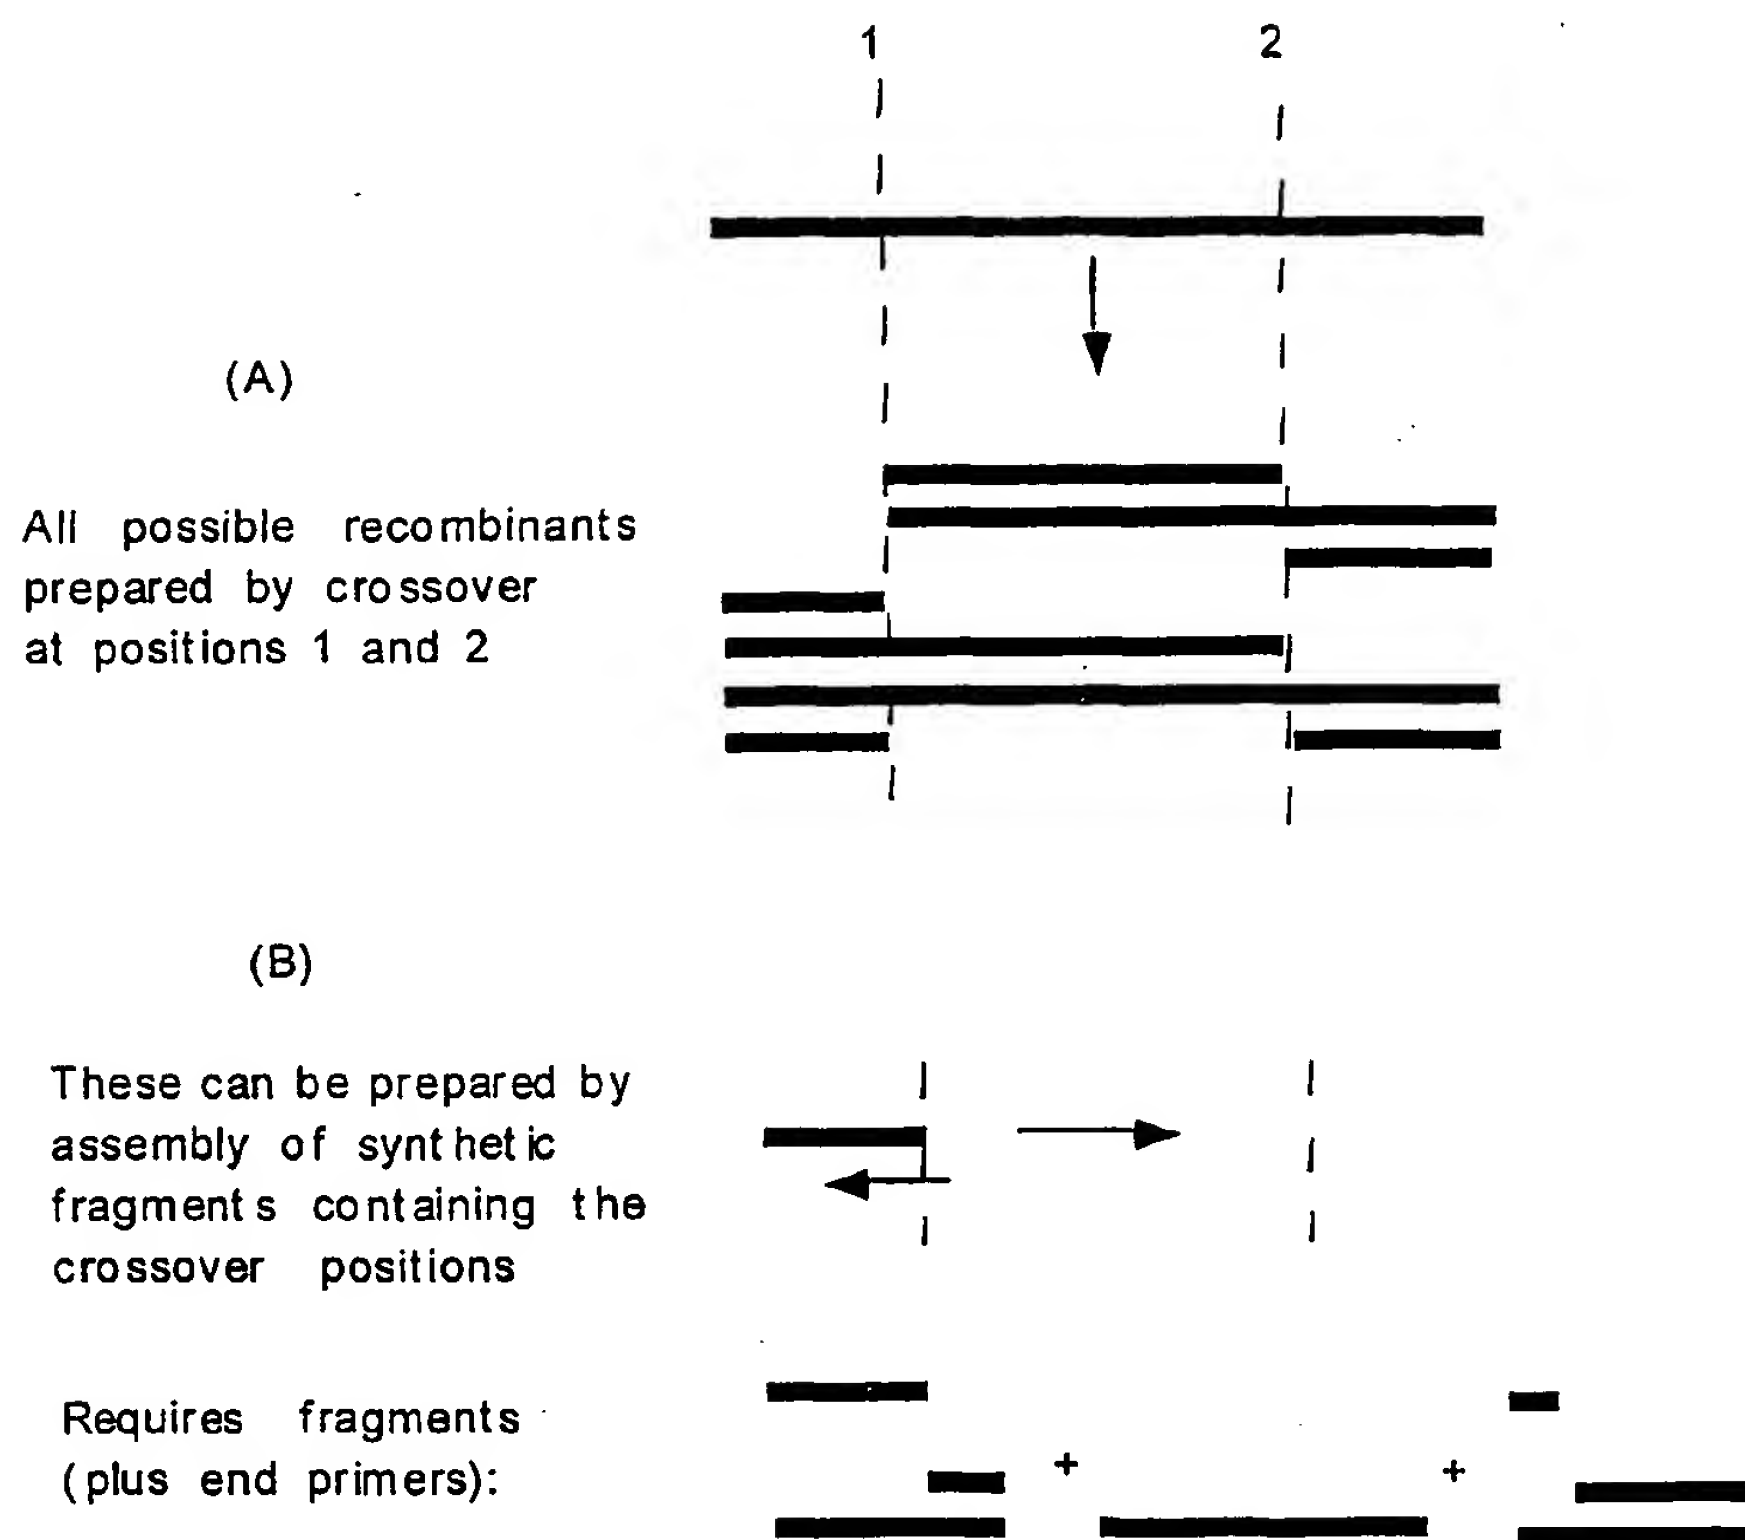 1 2
(A)
All possible recombinants
prepared by crossover
at positions 1 and 2
(B)
These can be prepared by
assembly of synthetic
fragments containing the
crossover positions
Requires fragments
(plus end primers):
+ +